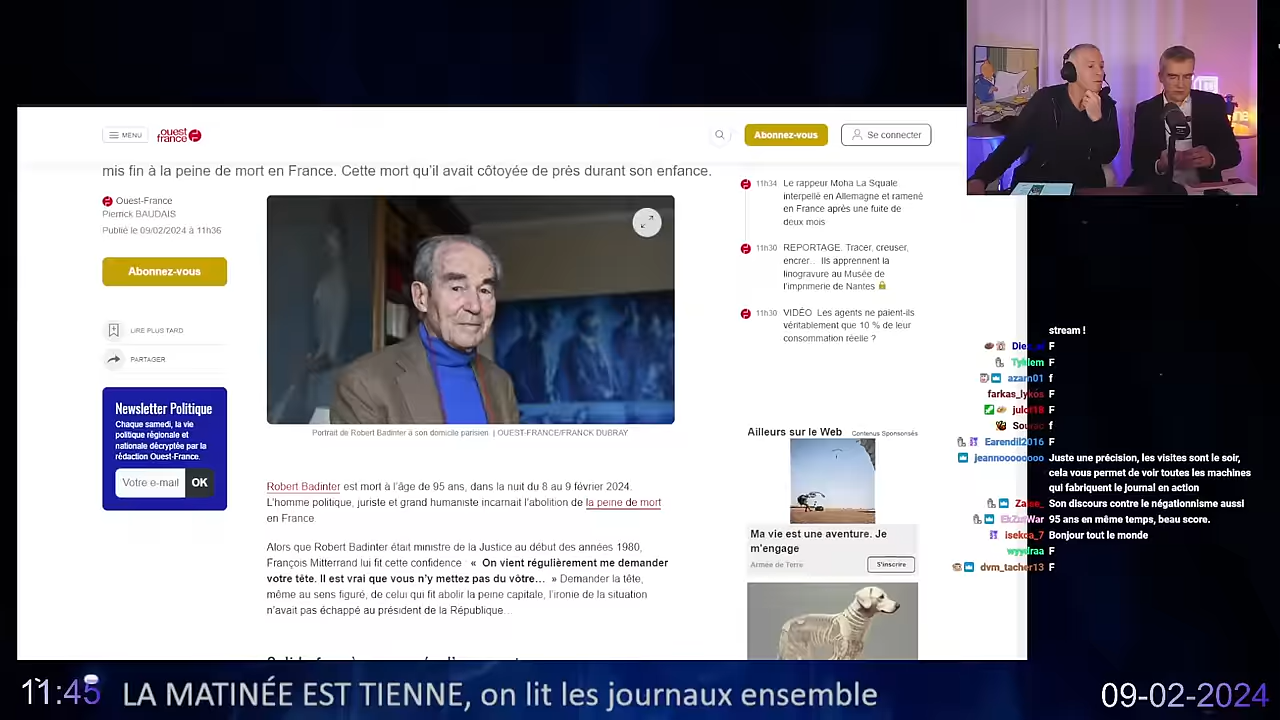 MENU
ouest
france
Abonnez-vous
Se connecter
mis fin à la peine de mort en France. Cette mort qu'il avait côtoyée de près durant son enfance.
Ouest-France
Pierrick BAUDAIS
Publié le 09/02/2024 à 11h36
Abonnez-vous
LIRE PLUS TARD
PARTAGER
Newsletter Politique
Chaque samedi, la vie
politique régionale et
nationale décryptée par la
rédaction Ouest-France.
Votre e-mail
OK
Portrait de Robert Badinter à son domicile parisien. | OUEST-FRANCE/FRANCK DUBRAY
Robert Badinter est mort à l'âge de 95 ans, dans la nuit du 8 au 9 février 2024.
L'homme politique, juriste et grand humaniste incarnait l'abolition de la peine de mort
en France
Alors que Robert Badinter était ministre de la Justice au début des années 1980,
François Mitterrand lui fit cette confidence « On vient régulièrement me demander
votre tête. Il est vrai que vous n'y mettez pas du vôtre… » Demander la tête,
même au sens figuré, de celui qui fit abolir la peine capitale, l'ironie de la situation
n'avait pas échappé au président de la République…
11h34 Le rappeur Moha La Squale
interpellé en Allemagne et ramené
en France après une fuite de
deux mois
11h30 REPORTAGE. Tracer, creuser,
encrer… Ils apprennent la
linogravure au Musée de
l'imprimerie de Nantes
11h30 VIDÉO Les agents ne paient-ils
véritablement que 10 % de leur
consommation réelle ?
Ailleurs sur le Web
Contenus Sponsorisés
Ma vie est une aventure. Je
m'engage
Armée de Terre
S'inscrire
stream !
F
Tyklem F
azam01 f
farkas_lykos F
F
f
Earendil2016 F
jeannoooooooo Juste une précision, les visites sont le soir,
cela vous permet de voir toutes les machines
qui fabriquent le journal en action
Son discours contre le négationnisme aussi
95 ans en même temps, beau score.
isekoa_7 Bonjour tout le monde
F
dvm_tacher13 F
11:45
LA MATINÉE EST TIENNE, on lit les journaux ensemble
09-02-2024